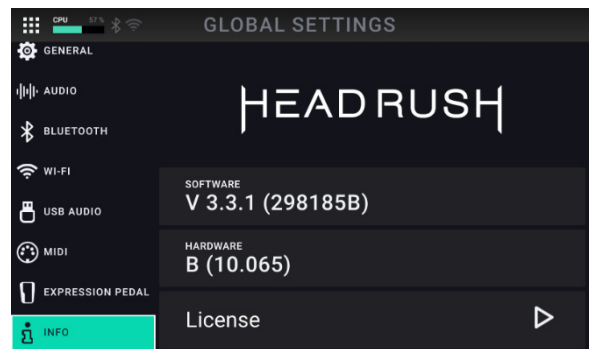 CPU 57%
GLOBAL SETTINGS
GENERAL
AUDIO
BLUETOOTH
WI-FI
USB AUDIO
MIDI
EXPRESSION PEDAL
INFO
HEADRUSH
SOFTWARE
V 3.3.1 (298185B)
HARDWARE
B (10.065)
License